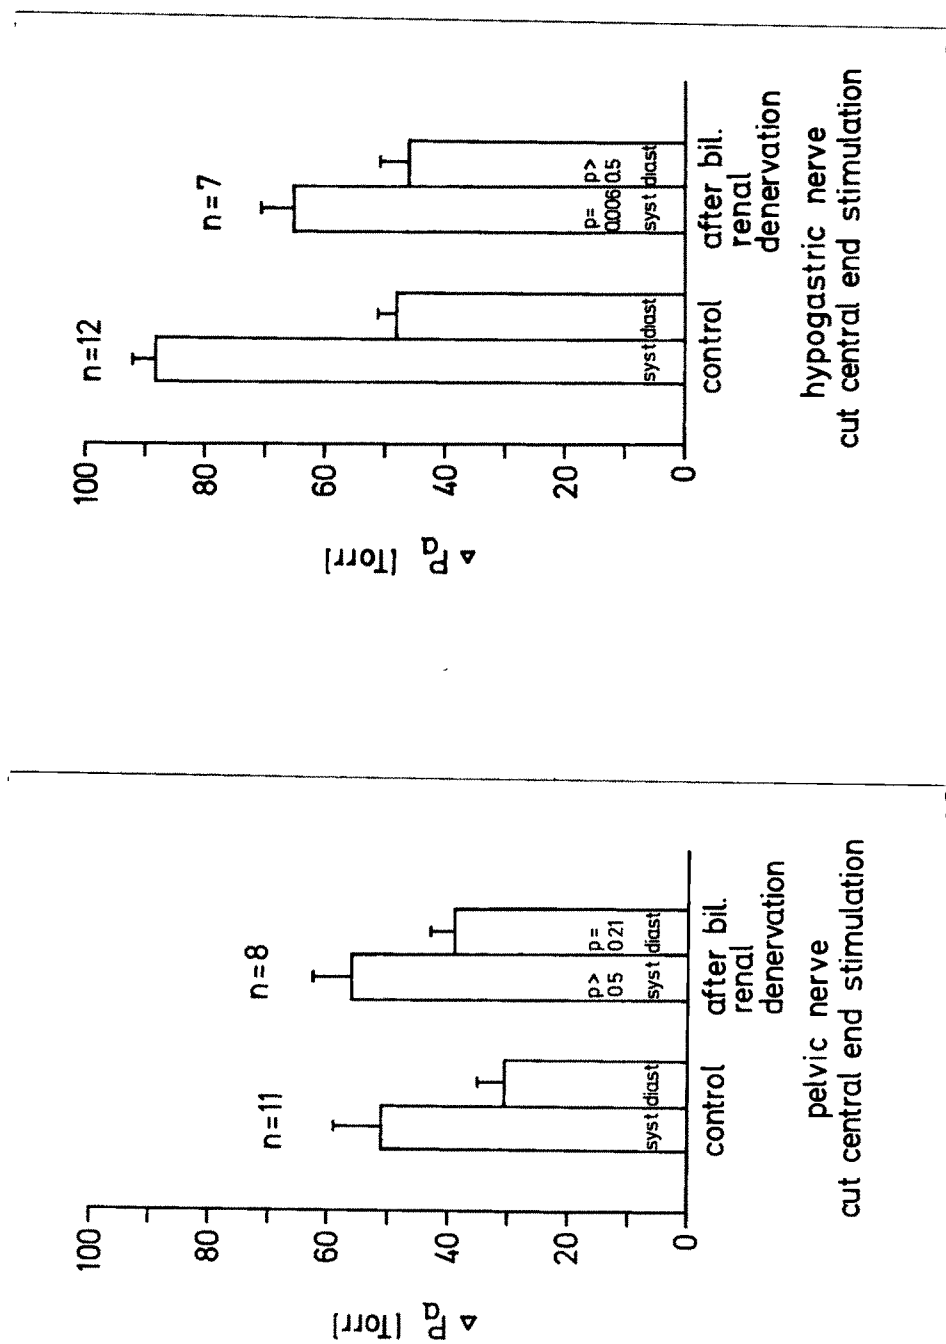 n=12
n=7
100
80
60
40
20
0
Δ P̄a
[Torr]
syst diast
p= p>
0.006 0.5
syst diast
control
after bil.
renal
denervation
hypogastric nerve
cut central end stimulation
n=11
n=8
100
80
60
40
20
0
Δ P̄a
[Torr]
syst diast
p> p=
0.5 0.21
syst diast
control
after bil.
renal
denervation
pelvic nerve
cut central end stimulation